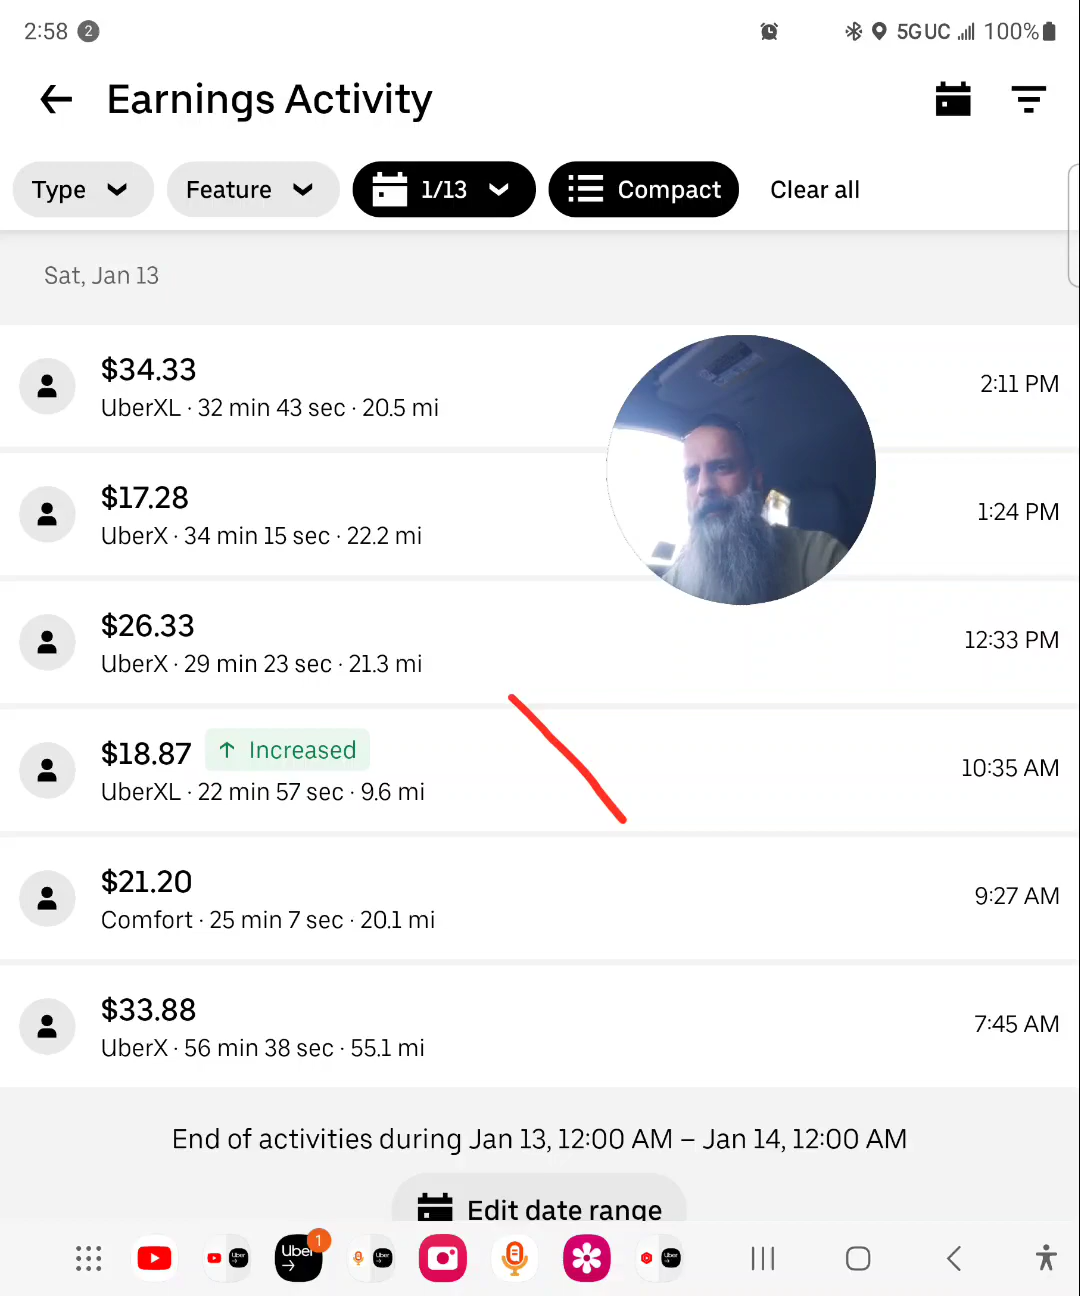 2:58 2 5GUC 100%
Earnings Activity
Type Feature 1/13 Compact Clear all
Sat, Jan 13
$34.33
UberXL · 32 min 43 sec · 20.5 mi
2:11 PM
$17.28
UberX · 34 min 15 sec · 22.2 mi
1:24 PM
$26.33
UberX · 29 min 23 sec · 21.3 mi
12:33 PM
$18.87 Increased
UberXL · 22 min 57 sec · 9.6 mi
10:35 AM
$21.20
Comfort · 25 min 7 sec · 20.1 mi
9:27 AM
$33.88
UberX · 56 min 38 sec · 55.1 mi
7:45 AM
End of activities during Jan 13, 12:00 AM – Jan 14, 12:00 AM
Edit date range
Uber 1